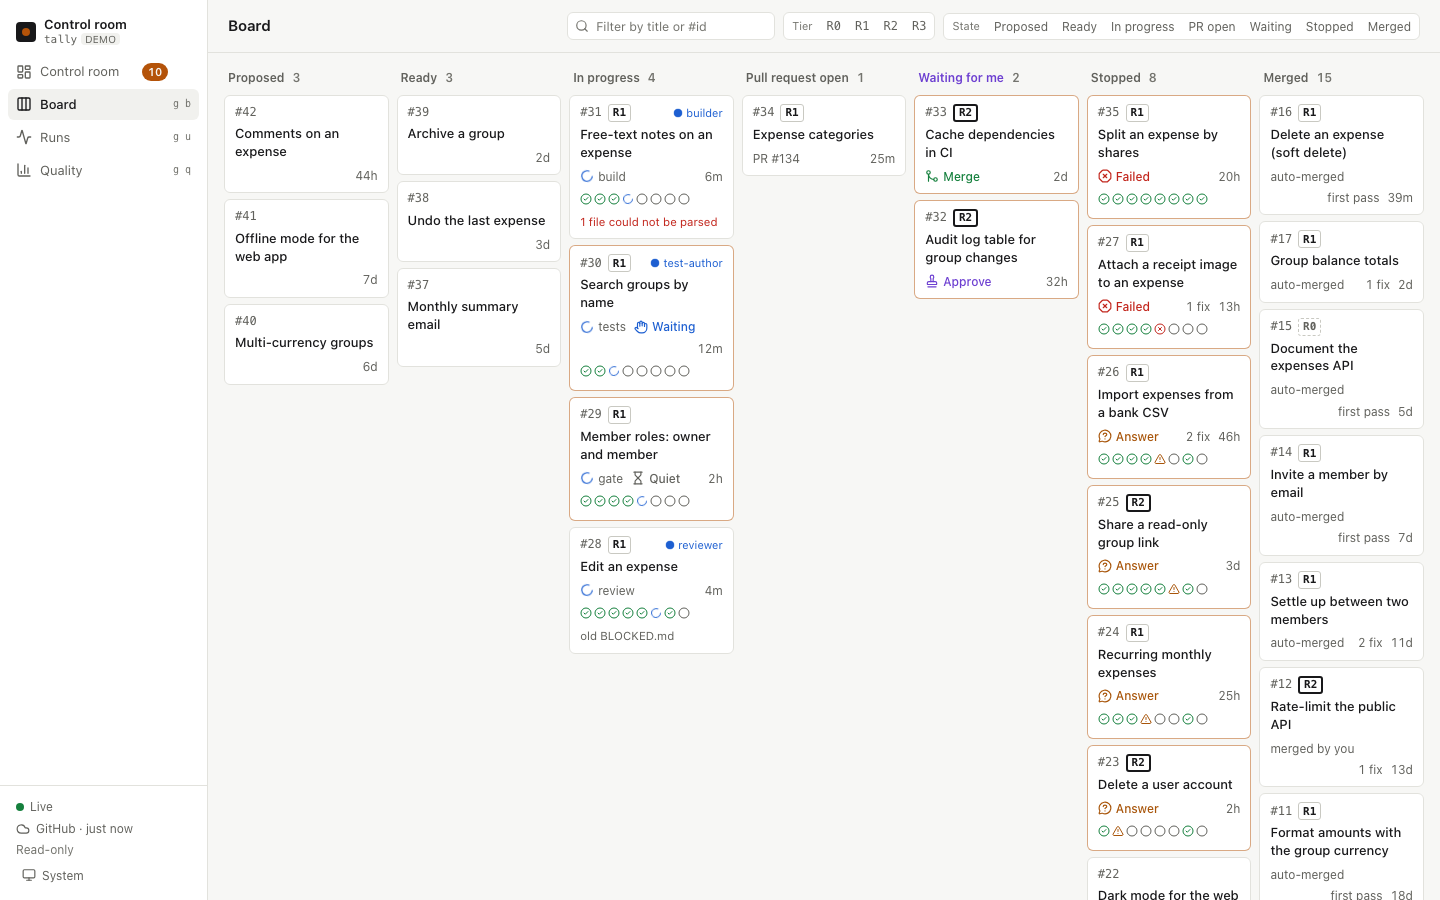 Control room
tally DEMO
Control room 10
Board g b
Runs g u
Quality g q
Live
GitHub · just now
Read-only
System
Board
Filter by title or #id
Tier R0 R1 R2 R3
State Proposed Ready In progress PR open Waiting Stopped Merged
Proposed 3
#42
Comments on an
expense
44h
#41
Offline mode for the
web app
7d
#40
Multi-currency groups
6d
Ready 3
#39
Archive a group
2d
#38
Undo the last expense
3d
#37
Monthly summary
email
5d
In progress 4
#31 R1 builder
Free-text notes on an
expense
build 6m
1 file could not be parsed
#30 R1 test-author
Search groups by
name
tests Waiting
12m
#29 R1
Member roles: owner
and member
gate Quiet 2h
#28 R1 reviewer
Edit an expense
review 4m
old BLOCKED.md
Pull request open 1
#34 R1
Expense categories
PR #134 25m
Waiting for me 2
#33 R2
Cache dependencies
in CI
Merge 2d
#32 R2
Audit log table for
group changes
Approve 32h
Stopped 8
#35 R1
Split an expense by
shares
Failed 20h
#27 R1
Attach a receipt image
to an expense
Failed 1 fix 13h
#26 R1
Import expenses from
a bank CSV
Answer 2 fix 46h
#25 R2
Share a read-only
group link
Answer 3d
#24 R1
Recurring monthly
expenses
Answer 25h
#23 R2
Delete a user account
Answer 2h
#22
Dark mode for the web
Merged 15
#16 R1
Delete an expense
(soft delete)
auto-merged
first pass 39m
#17 R1
Group balance totals
auto-merged 1 fix 2d
#15 R0
Document the
expenses API
auto-merged
first pass 5d
#14 R1
Invite a member by
email
auto-merged
first pass 7d
#13 R1
Settle up between two
members
auto-merged 2 fix 11d
#12 R2
Rate-limit the public
API
merged by you
1 fix 13d
#11 R1
Format amounts with
the group currency
auto-merged
first pass 18d